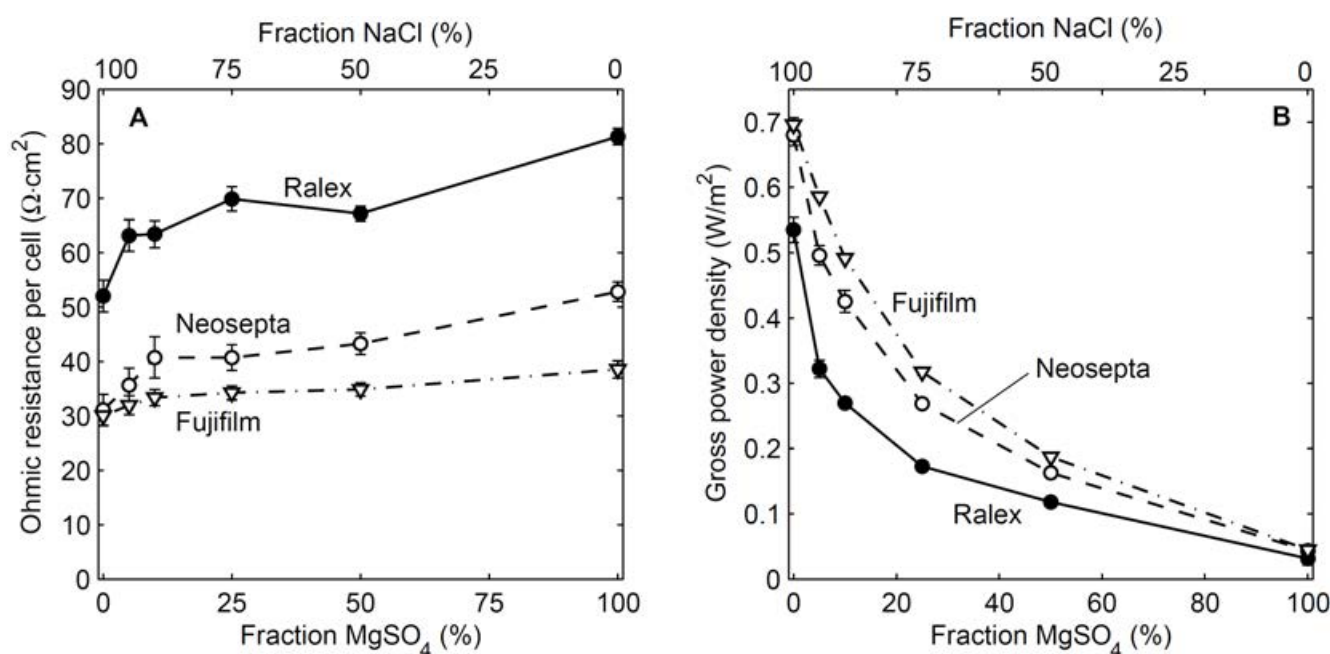 Fraction NaCl (%)
100 75 50 25 0
90
80
70
60
50
40
30
20
10
0
Ohmic resistance per cell (Ω·cm²)
A
Ralex
Neosepta
Fujifilm
0 25 50 75 100
Fraction MgSO₄ (%)
Fraction NaCl (%)
100 75 50 25 0
0.7
0.6
0.5
0.4
0.3
0.2
0.1
0
Gross power density (W/m²)
B
Fujifilm
Neosepta
Ralex
0 20 40 60 80 100
Fraction MgSO₄ (%)